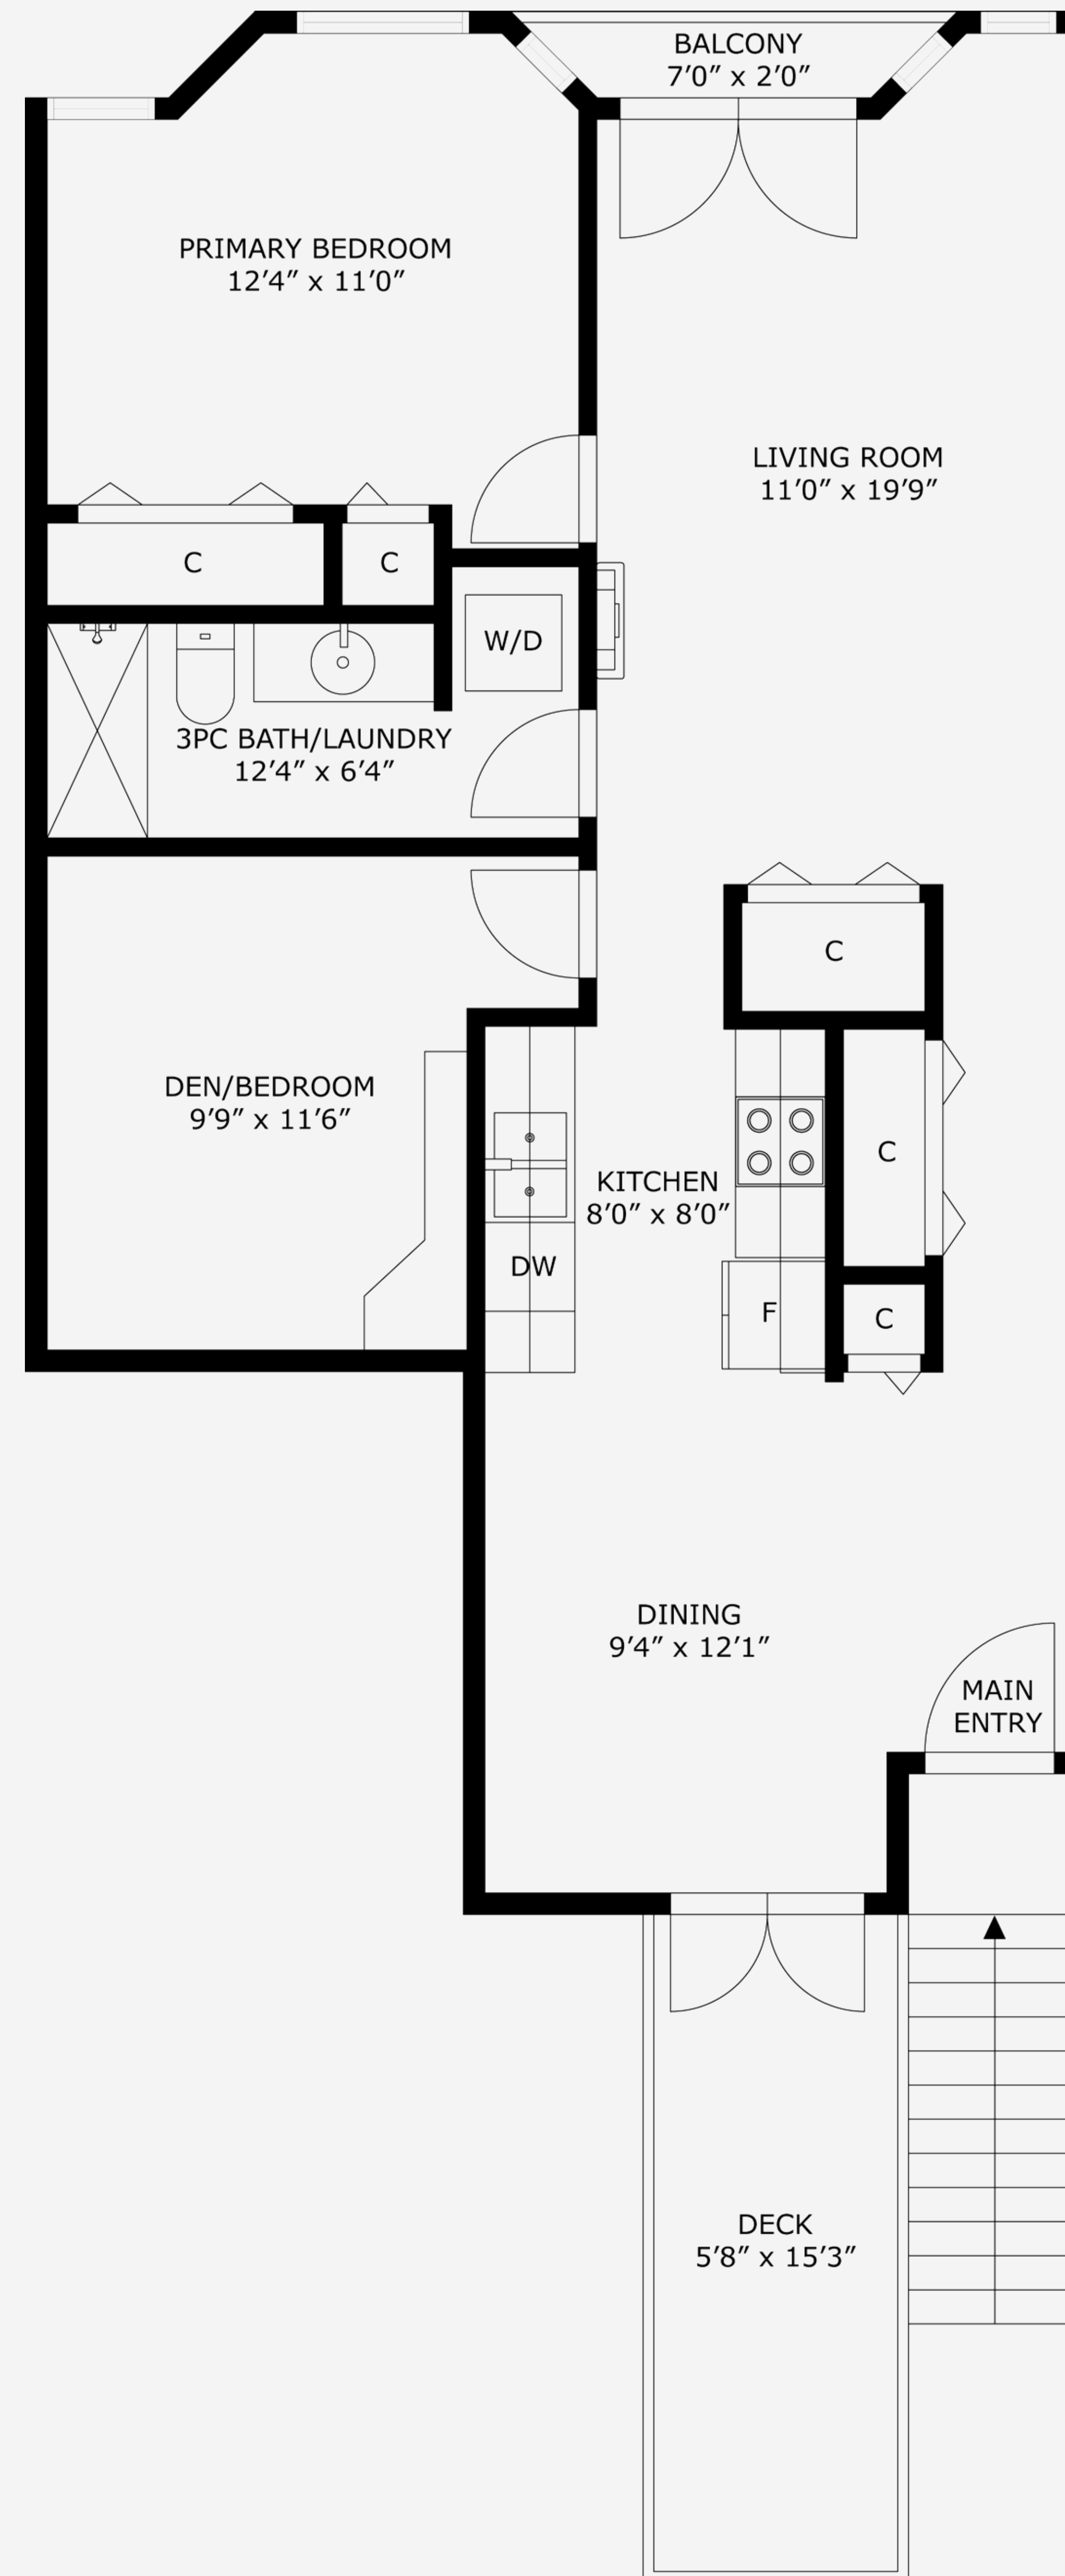 BALCONY
7’0” x 2’0”
PRIMARY BEDROOM
12’4” x 11’0”
LIVING ROOM
11’0” x 19’9”
C
C
W/D
3PC BATH/LAUNDRY
12’4” x 6’4”
C
DEN/BEDROOM
9’9” x 11’6”
C
KITCHEN
8’0” x 8’0”
DW
F
C
DINING
9’4” x 12’1”
MAIN
ENTRY
DECK
5’8” x 15’3”